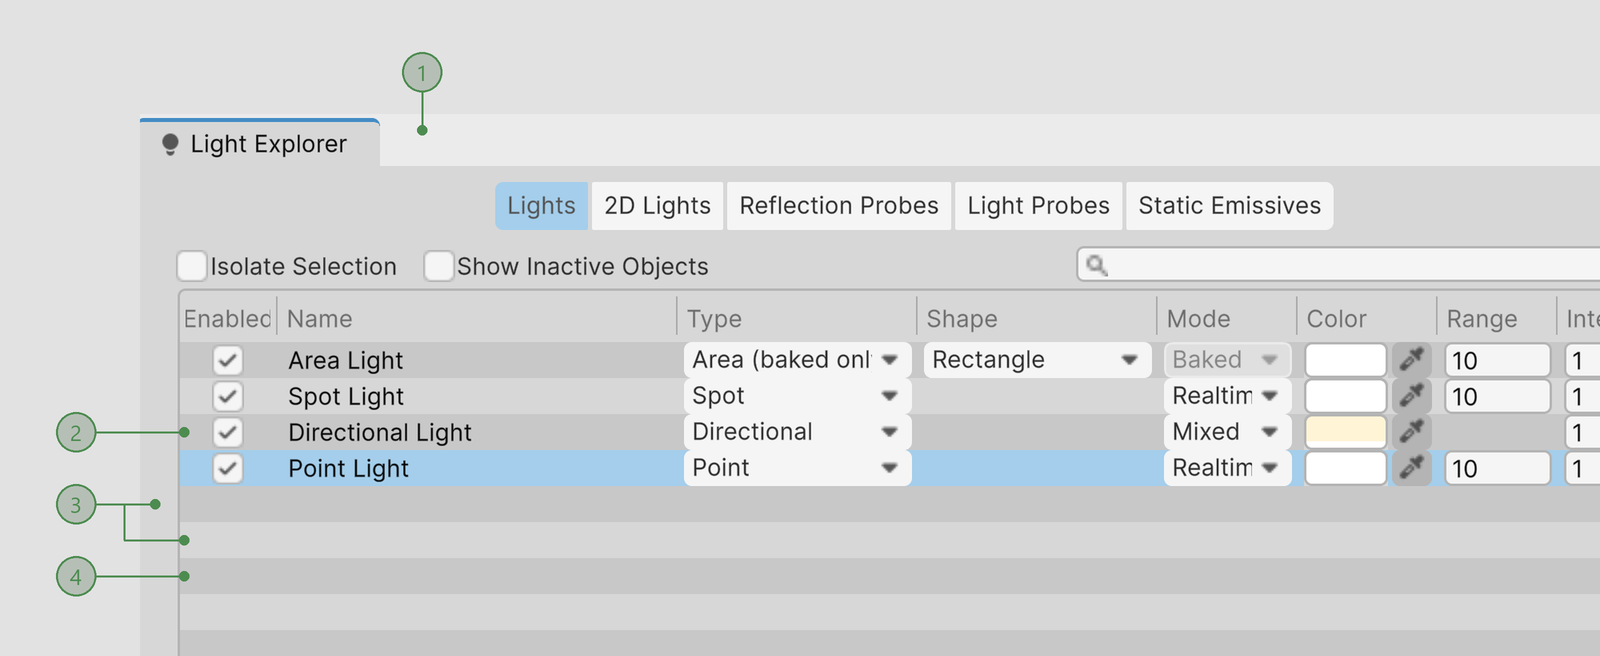 1
Light Explorer
Lights 2D Lights Reflection Probes Light Probes Static Emissives
Isolate Selection Show Inactive Objects
Enabled Name Type Shape Mode Color Range Inte
Area Light Area (baked onl Rectangle Baked 10 1
Spot Light Spot Realtim 10 1
2 Directional Light Directional Mixed 1
Point Light Point Realtim 10 1
3
4